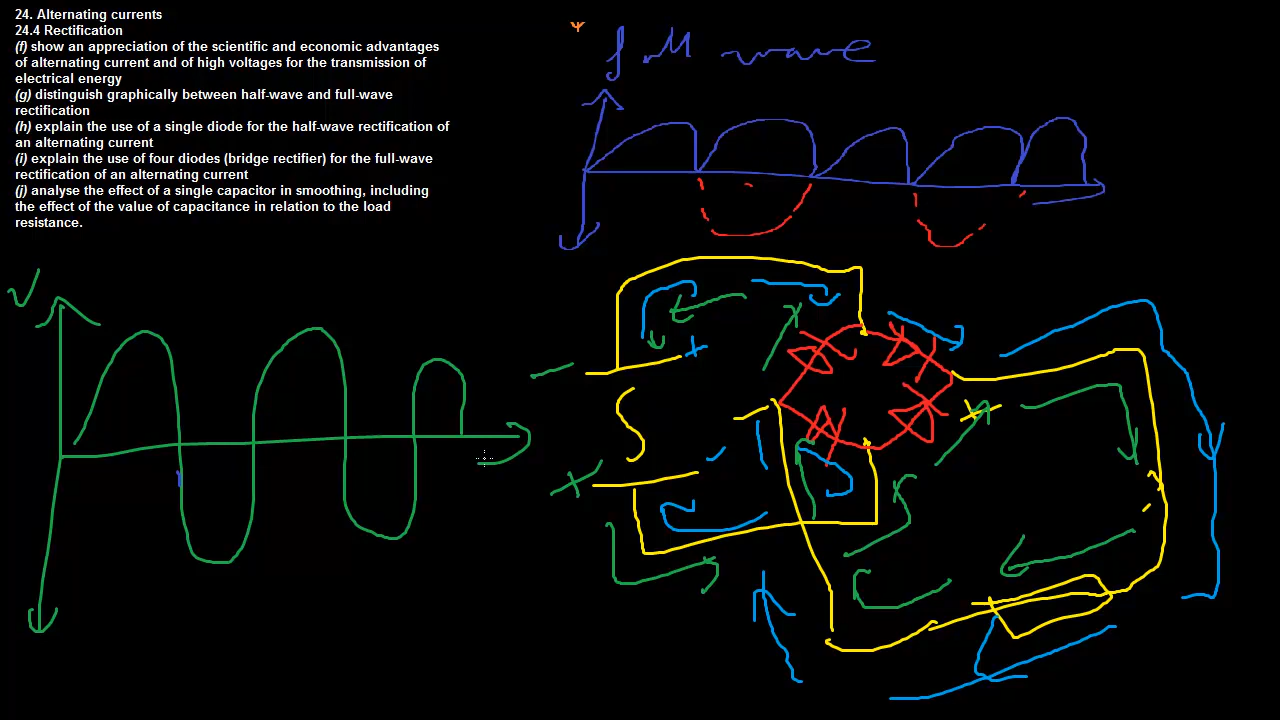 24. Alternating currents
24.4 Rectification
(f) show an appreciation of the scientific and economic advantages
of alternating current and of high voltages for the transmission of
electrical energy
(g) distinguish graphically between half-wave and full-wave
rectification
(h) explain the use of a single diode for the half-wave rectification of
an alternating current
(i) explain the use of four diodes (bridge rectifier) for the full-wave
rectification of an alternating current
(j) analyse the effect of a single capacitor in smoothing, including
the effect of the value of capacitance in relation to the load
resistance.
wave
V
+
+